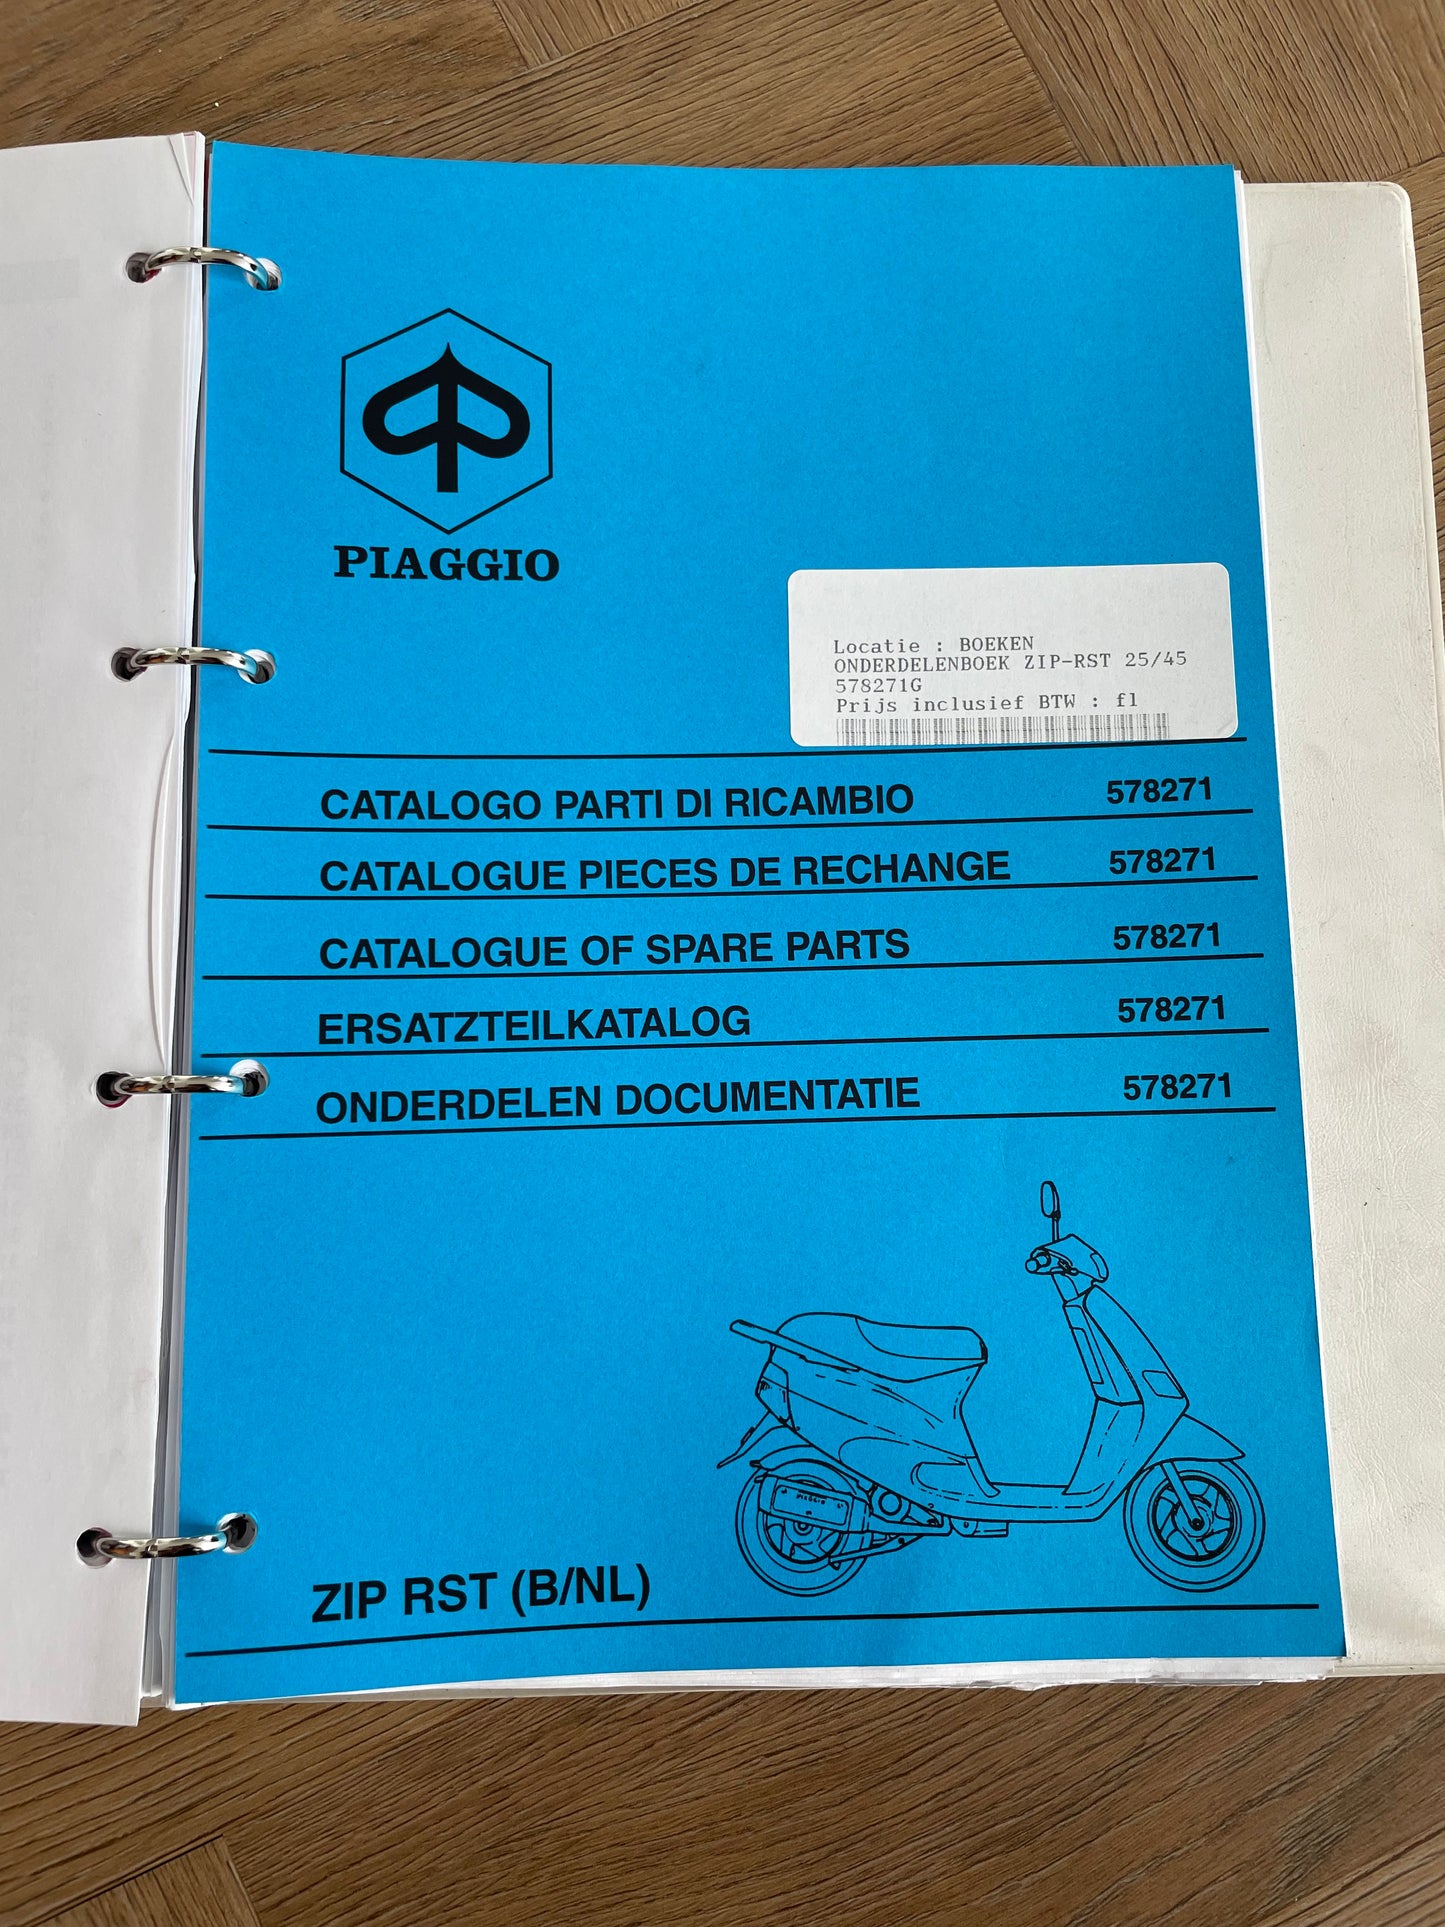 PIAGGIO
Locatie : BOEKEN
ONDERDELENBOEK ZIP-RST 25/45
578271G
Prijs inclusief BTW : fl
CATALOGO PARTI DI RICAMBIO 578271
CATALOGUE PIECES DE RECHANGE 578271
CATALOGUE OF SPARE PARTS 578271
ERSATZTEILKATALOG 578271
ONDERDELEN DOCUMENTATIE 578271
PIAGGIO
ZIP RST (B/NL)